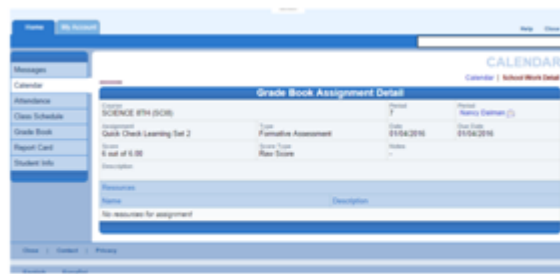 Home My Account
Help Close
CALENDAR
Messages
Calendar | School Work Detail
Calendar
Grade Book Assignment Detail
Attendance
Course Period
SCIENCE 8TH (SCI8) 7 Nancy
Class Schedule
Assignment Type Date Due Date
Quick Check Learning Set 2 Formative Assessment 01/04/2016 01/04/2016
Grade Book
Score Score Type Notes
6 out of 6.00 Raw Score -
Report Card
Description
Student Info
Resources
Name Description
No resources for assignment
Close | Contact | Privacy